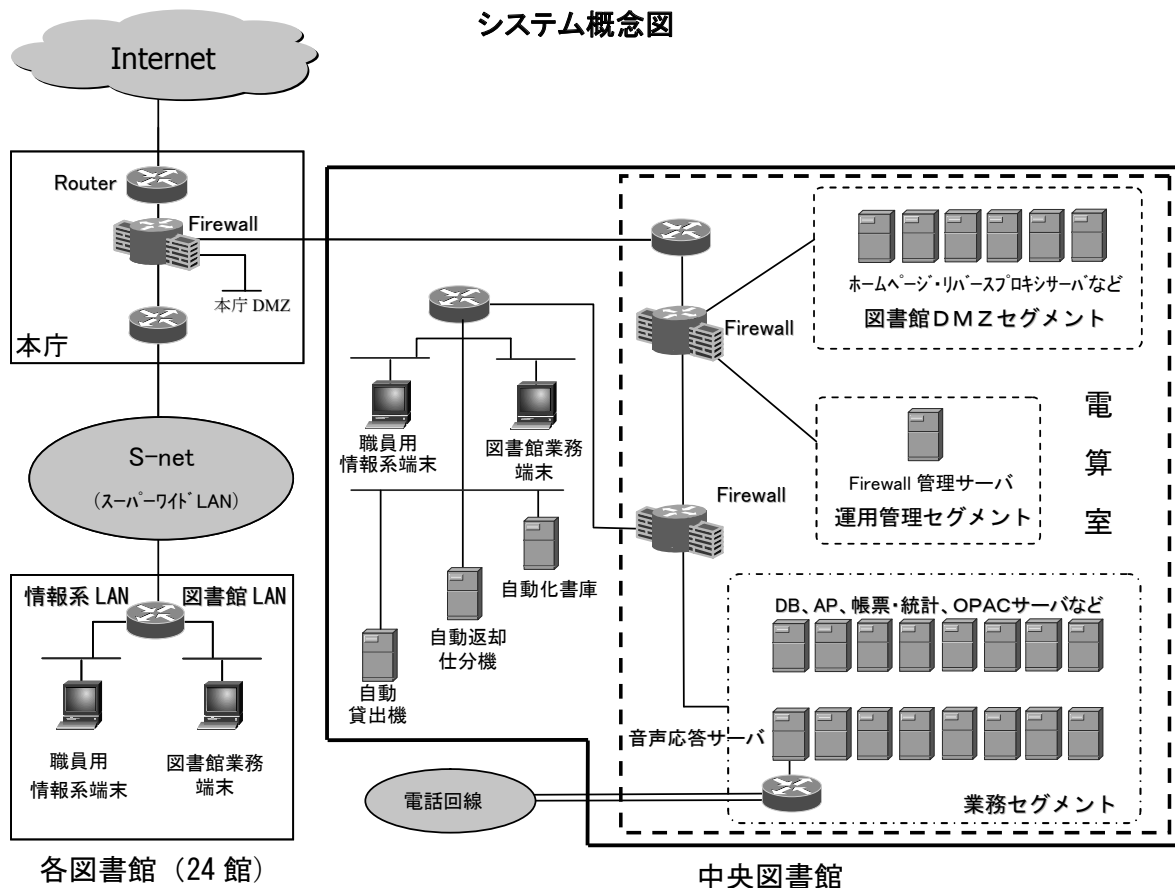 システム概念図
Internet
Router
Firewall
本庁 DMZ
本庁
S-net
(スーパーワイドLAN)
情報系 LAN
図書館 LAN
職員用
情報系端末
図書館業務
端末
各図書館（24 館）
職員用
情報系端末
図書館業務
端末
自動化書庫
自動返却
仕分機
自動
貸出機
Firewall
Firewall
ホームページ・リバースプロキシサーバなど
図書館ＤＭＺセグメント
Firewall 管理サーバ
運用管理セグメント
電算室
DB、AP、帳票・統計、OPACサーバなど
音声応答サーバ
業務セグメント
電話回線
中央図書館